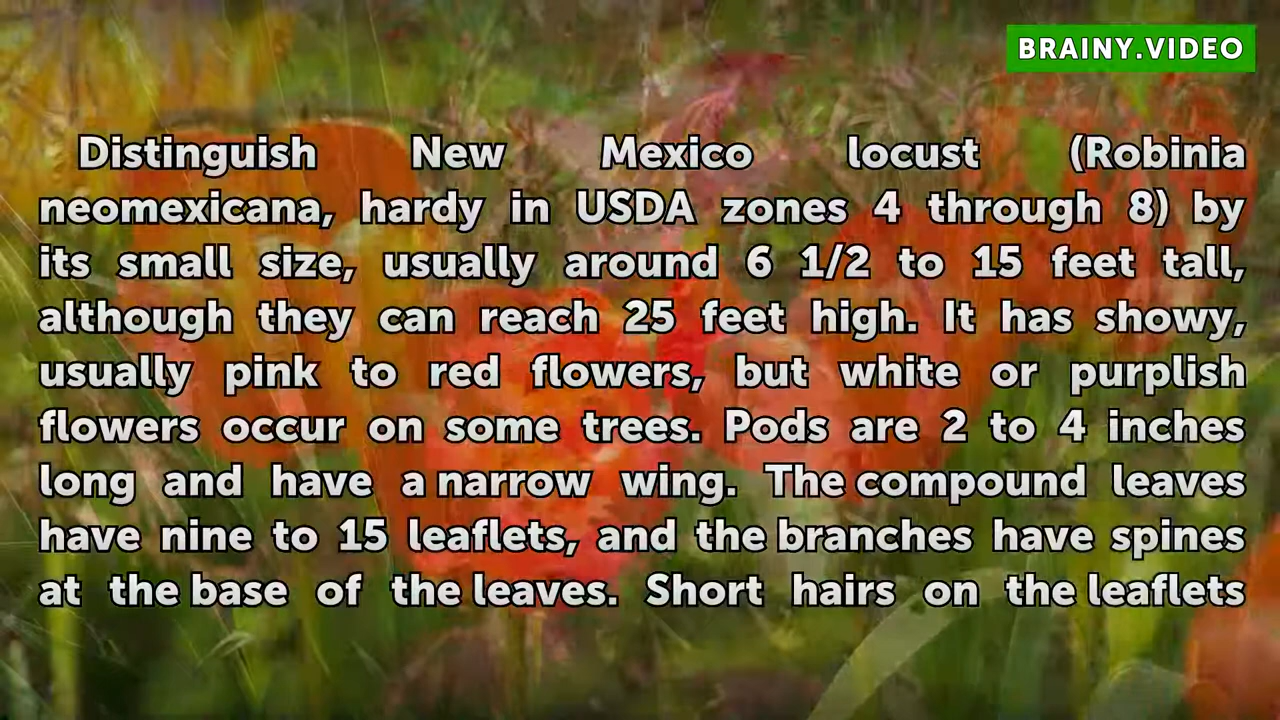 BRAINY.VIDEO
Distinguish New Mexico locust (Robinia
neomexicana, hardy in USDA zones 4 through 8) by
its small size, usually around 6 1/2 to 15 feet tall,
although they can reach 25 feet high. It has showy,
usually pink to red flowers, but white or purplish
flowers occur on some trees. Pods are 2 to 4 inches
long and have a narrow wing. The compound leaves
have nine to 15 leaflets, and the branches have spines
at the base of the leaves. Short hairs on the leaflets